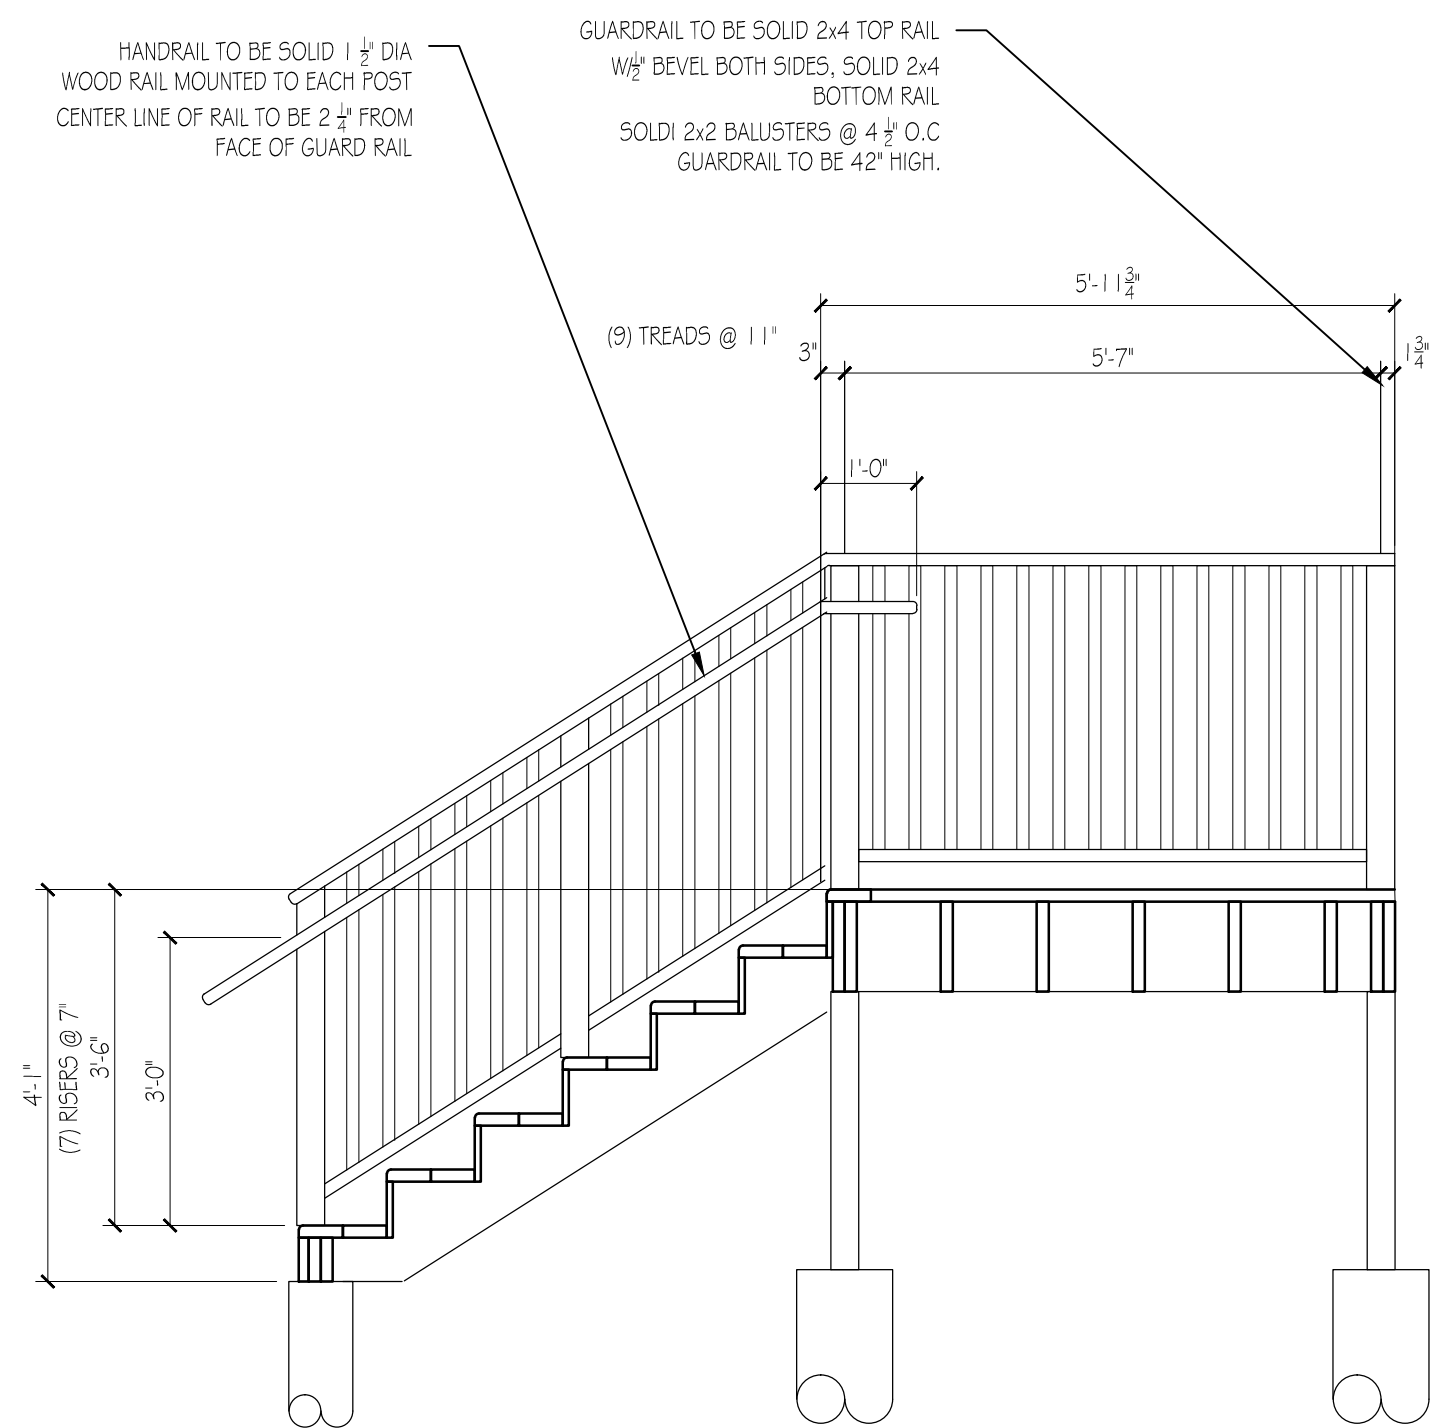 HANDRAIL TO BE SOLID 1 1/2" DIA
WOOD RAIL MOUNTED TO EACH POST
CENTER LINE OF RAIL TO BE 2 1/4" FROM
FACE OF GUARD RAIL
GUARDRAIL TO BE SOLID 2x4 TOP RAIL
W/1/2" BEVEL BOTH SIDES, SOLID 2x4
BOTTOM RAIL
SOLDI 2x2 BALUSTERS @ 4 1/2" O.C
GUARDRAIL TO BE 42" HIGH.
5'-11 3/4"
(9) TREADS @ 11"
3"
5'-7"
1 3/4"
1'-0"
4'-1"
(7) RISERS @ 7"
3'-6"
3'-0"